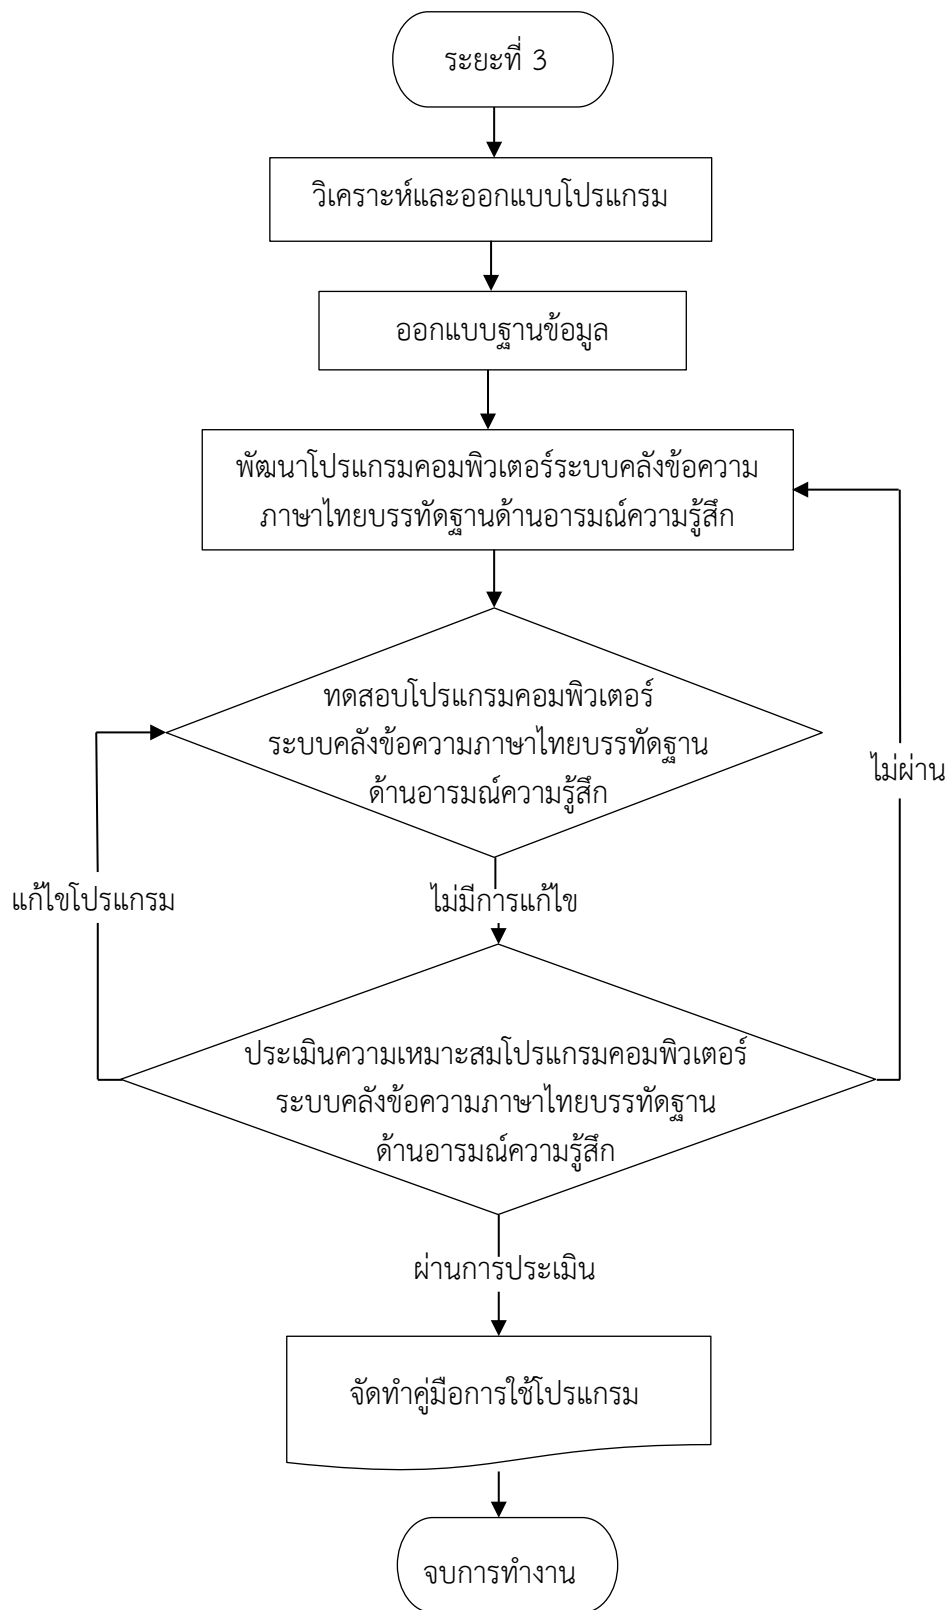 ระยะที่ 3
วิเคราะห์และออกแบบโปรแกรม
ออกแบบฐานข้อมูล
พัฒนาโปรแกรมคอมพิวเตอร์ระบบคลังข้อความ
ภาษาไทยบรรทัดฐานด้านอารมณ์ความรู้สึก
ทดสอบโปรแกรมคอมพิวเตอร์
ระบบคลังข้อความภาษาไทยบรรทัดฐาน
ด้านอารมณ์ความรู้สึก
ไม่ผ่าน
แก้ไขโปรแกรม
ไม่มีการแก้ไข
ประเมินความเหมาะสมโปรแกรมคอมพิวเตอร์
ระบบคลังข้อความภาษาไทยบรรทัดฐาน
ด้านอารมณ์ความรู้สึก
ผ่านการประเมิน
จัดทำคู่มือการใช้โปรแกรม
จบการทำงาน